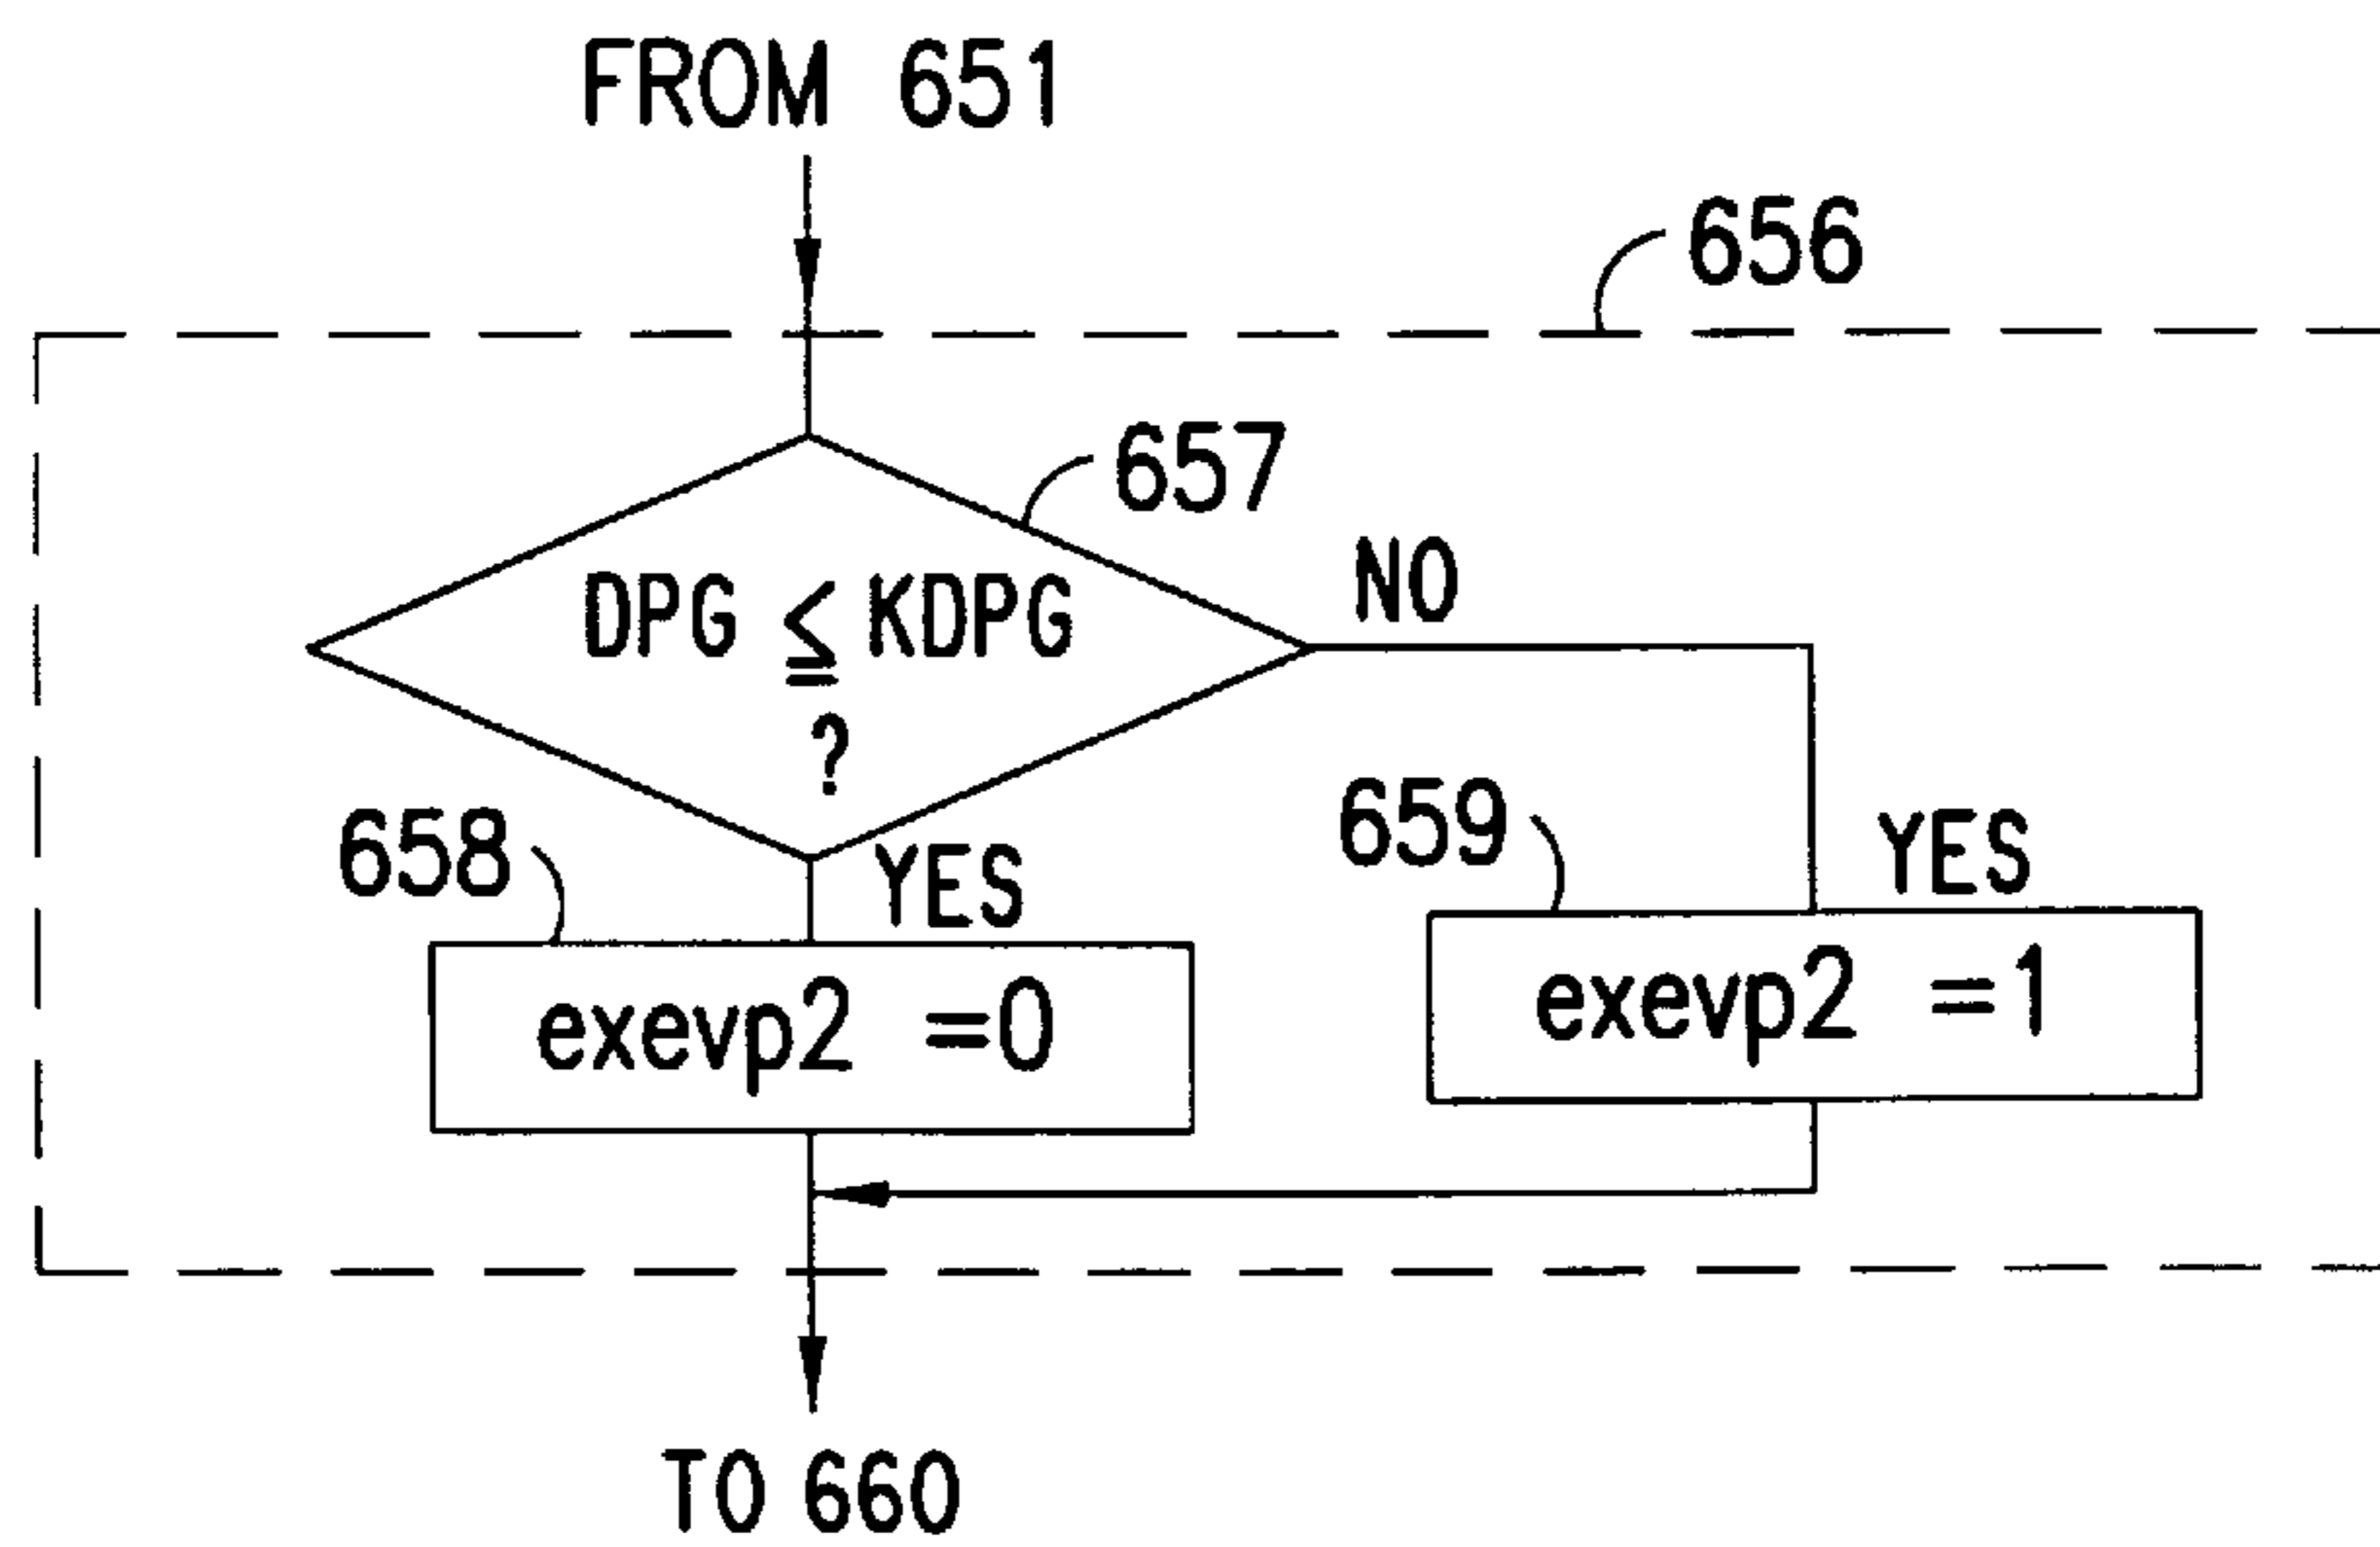 FROM 651
656
657
DPG ≦ KDPG
?
NO
658
YES
659
YES
exevp2 =0
exevp2 =1
TO 660